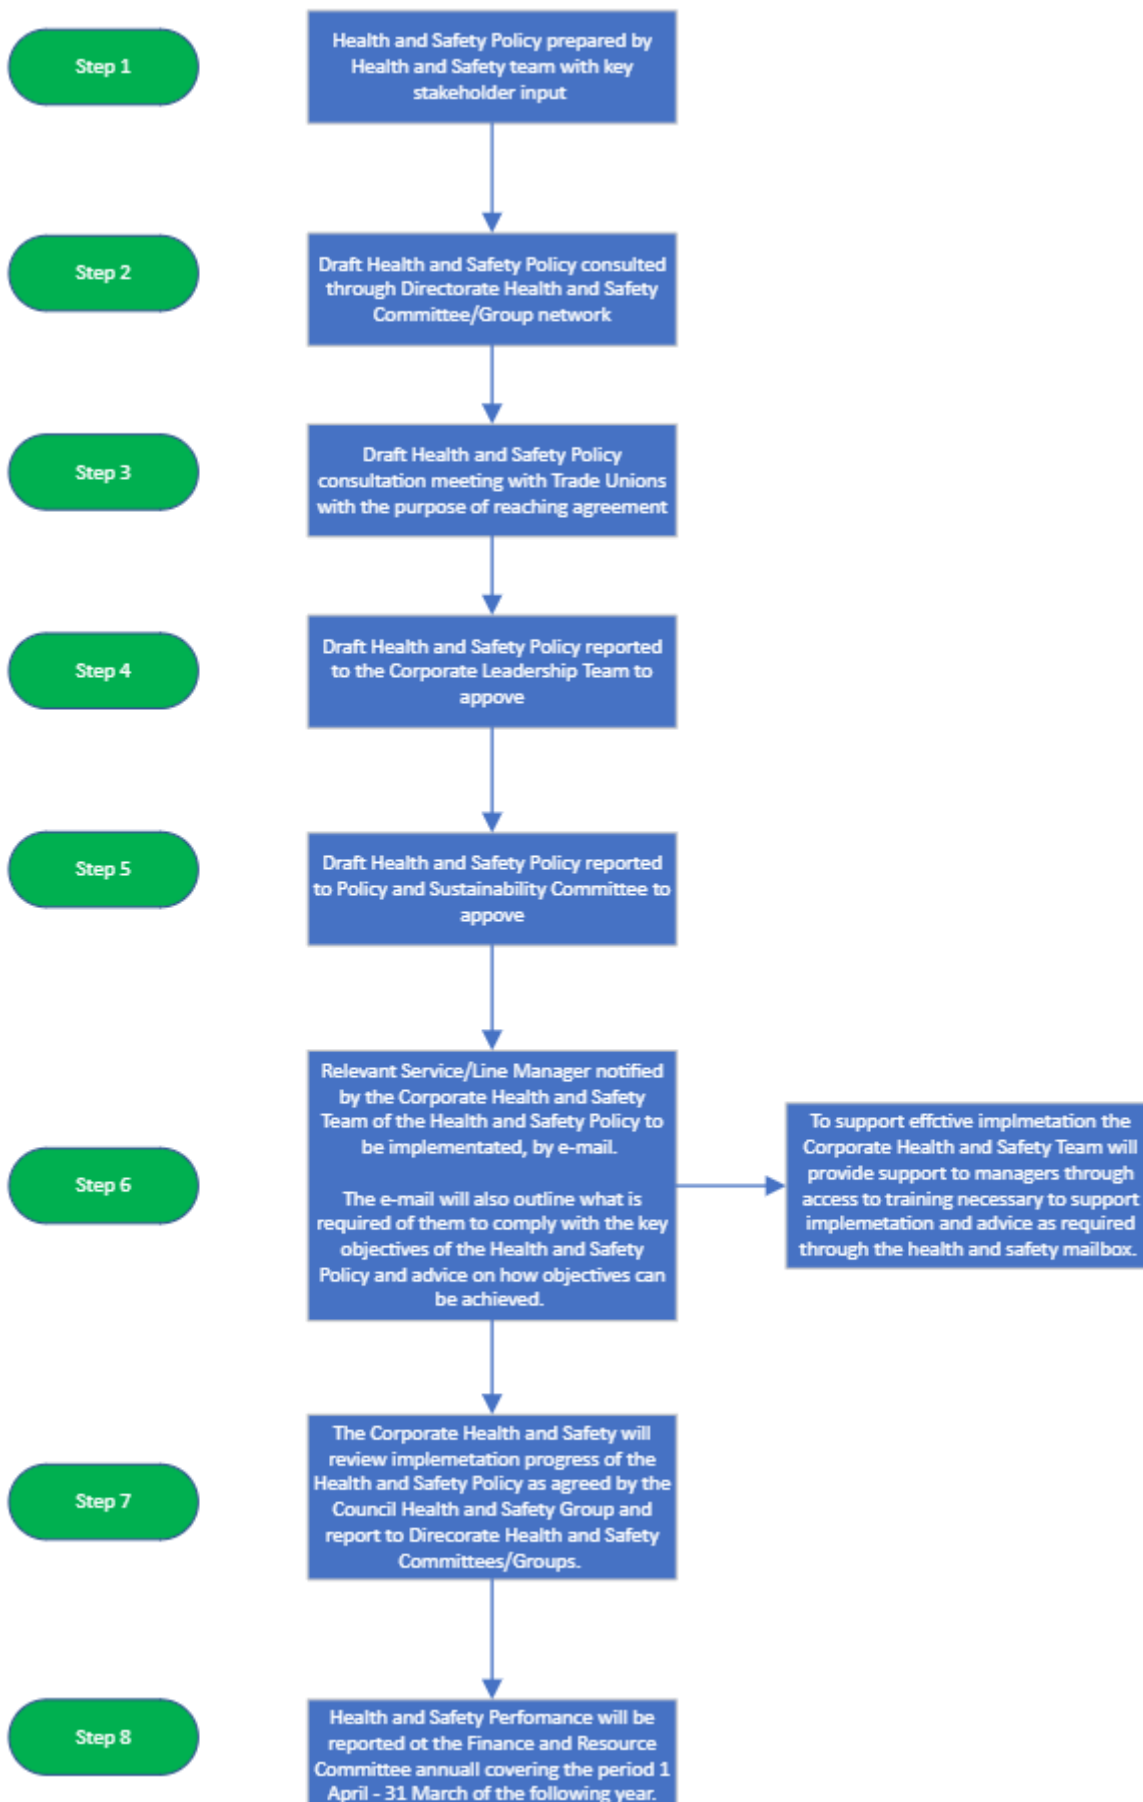 Step 1
Health and Safety Policy prepared by
Health and Safety team with key
stakeholder input
Step 2
Draft Health and Safety Policy consulted
through Directorate Health and Safety
Committee/Group network
Step 3
Draft Health and Safety Policy
consultation meeting with Trade Unions
with the purpose of reaching agreement
Step 4
Draft Health and Safety Policy reported
to the Corporate Leadership Team to
appove
Step 5
Draft Health and Safety Policy reported
to Policy and Sustainability Committee to
appove
Step 6
Relevant Service/Line Manager notified
by the Corporate Health and Safety
Team of the Health and Safety Policy to
be implementated, by e-mail.
The e-mail will also outline what is
required of them to comply with the key
objectives of the Health and Safety
Policy and advice on how objectives can
be achieved.
To support effctive implmetation the
Corporate Health and Safety Team will
provide support to managers through
access to training necessary to support
implemetation and advice as required
through the health and safety mailbox.
Step 7
The Corporate Health and Safety will
review implemetation progress of the
Health and Safety Policy as agreed by the
Council Health and Safety Group and
report to Direcorate Health and Safety
Committees/Groups.
Step 8
Health and Safety Perfomance will be
reported ot the Finance and Resource
Committee annuall covering the period 1
April - 31 March of the following year.